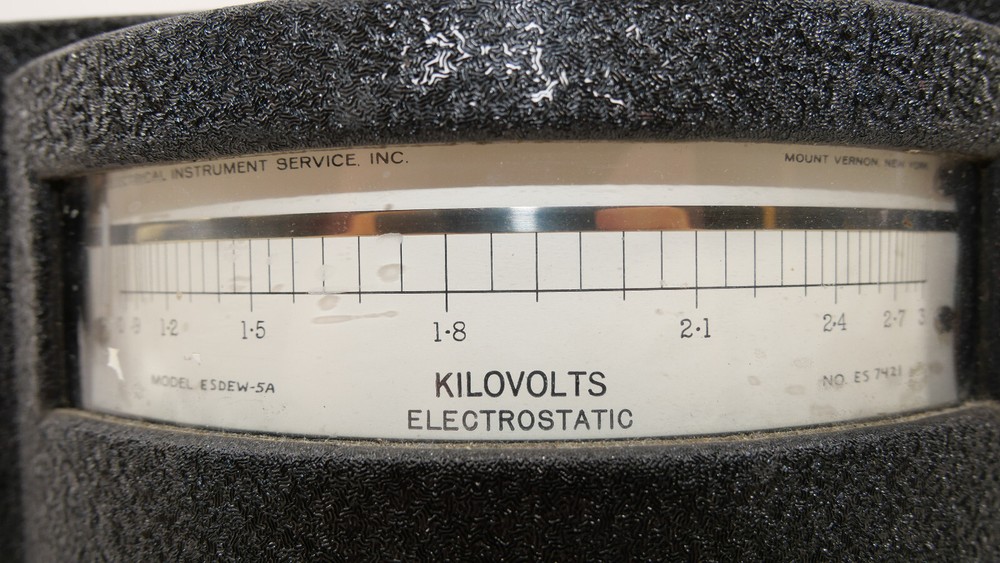 INSTRUMENT SERVICE, INC.
MOUNT VERNON, NEW YORK
·9 1·2 1·5 1·8 2·1 2·4 2·7 3
MODEL ESDEW-5A
KILOVOLTS
NO. ES 7421
ELECTROSTATIC